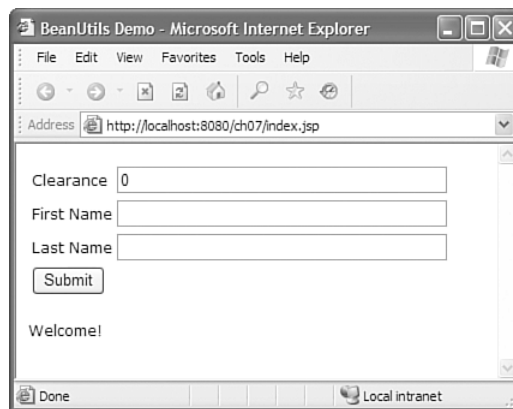 BeanUtils Demo - Microsoft Internet Explorer
File Edit View Favorites Tools Help
Address http://localhost:8080/ch07/index.jsp
Clearance 0
First Name
Last Name
Submit
Welcome!
Done Local intranet